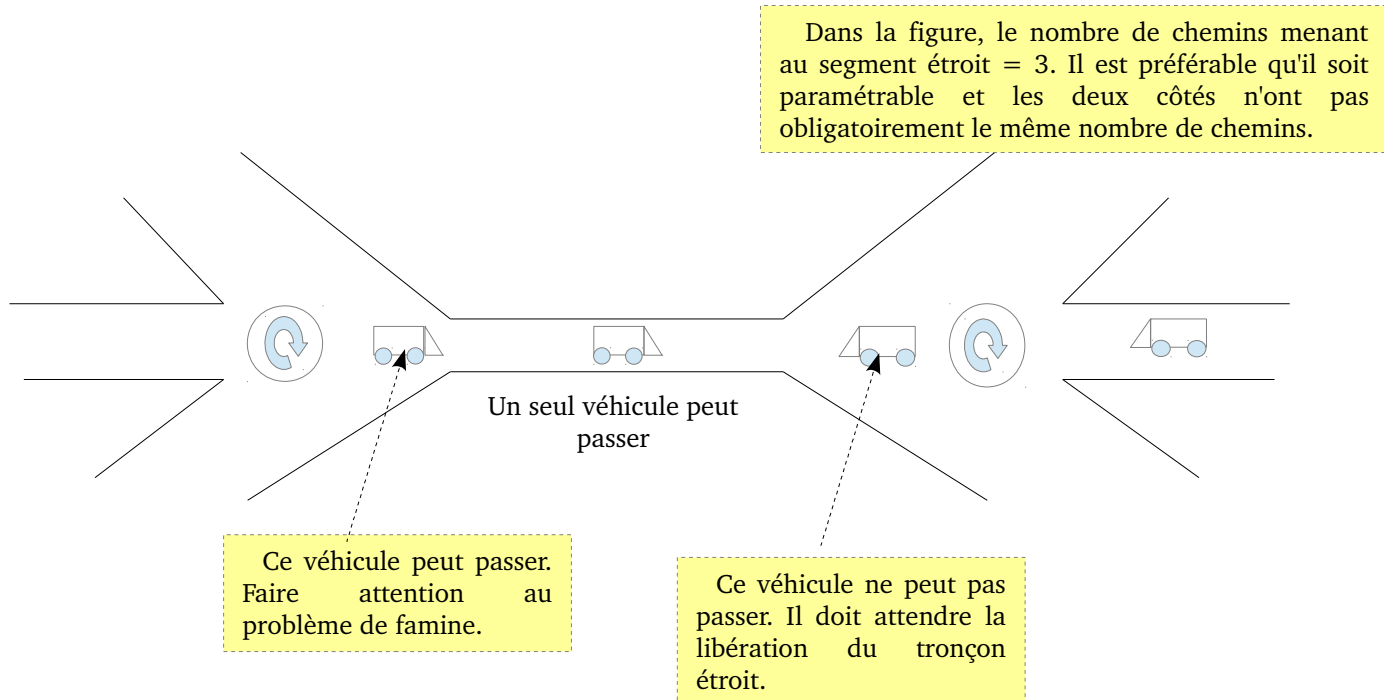 Dans la figure, le nombre de chemins menant
au segment étroit = 3. Il est préférable qu'il soit
paramétrable et les deux côtés n'ont pas
obligatoirement le même nombre de chemins.
Un seul véhicule peut
passer
Ce véhicule peut passer.
Faire attention au
problème de famine.
Ce véhicule ne peut pas
passer. Il doit attendre la
libération du tronçon
étroit.